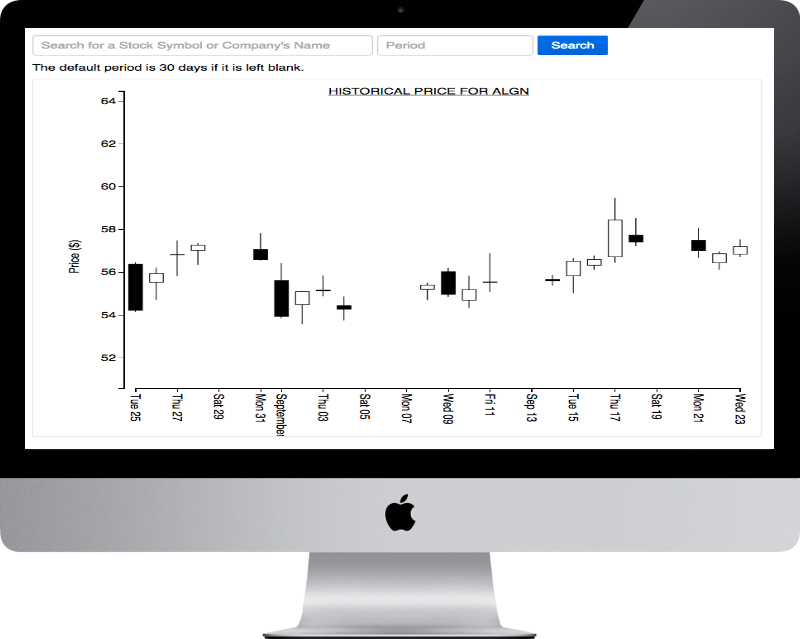 Search for a Stock Symbol or Company's Name
Period
Search
The default period is 30 days if it is left blank.
HISTORICAL PRICE FOR ALGN
64
62
60
58
56
54
52
Price ($)
Tue 25
Thu 27
Sat 29
Mon 31
September
Thu 03
Sat 05
Mon 07
Wed 09
Fri 11
Sep 13
Tue 15
Thu 17
Sat 19
Mon 21
Wed 23